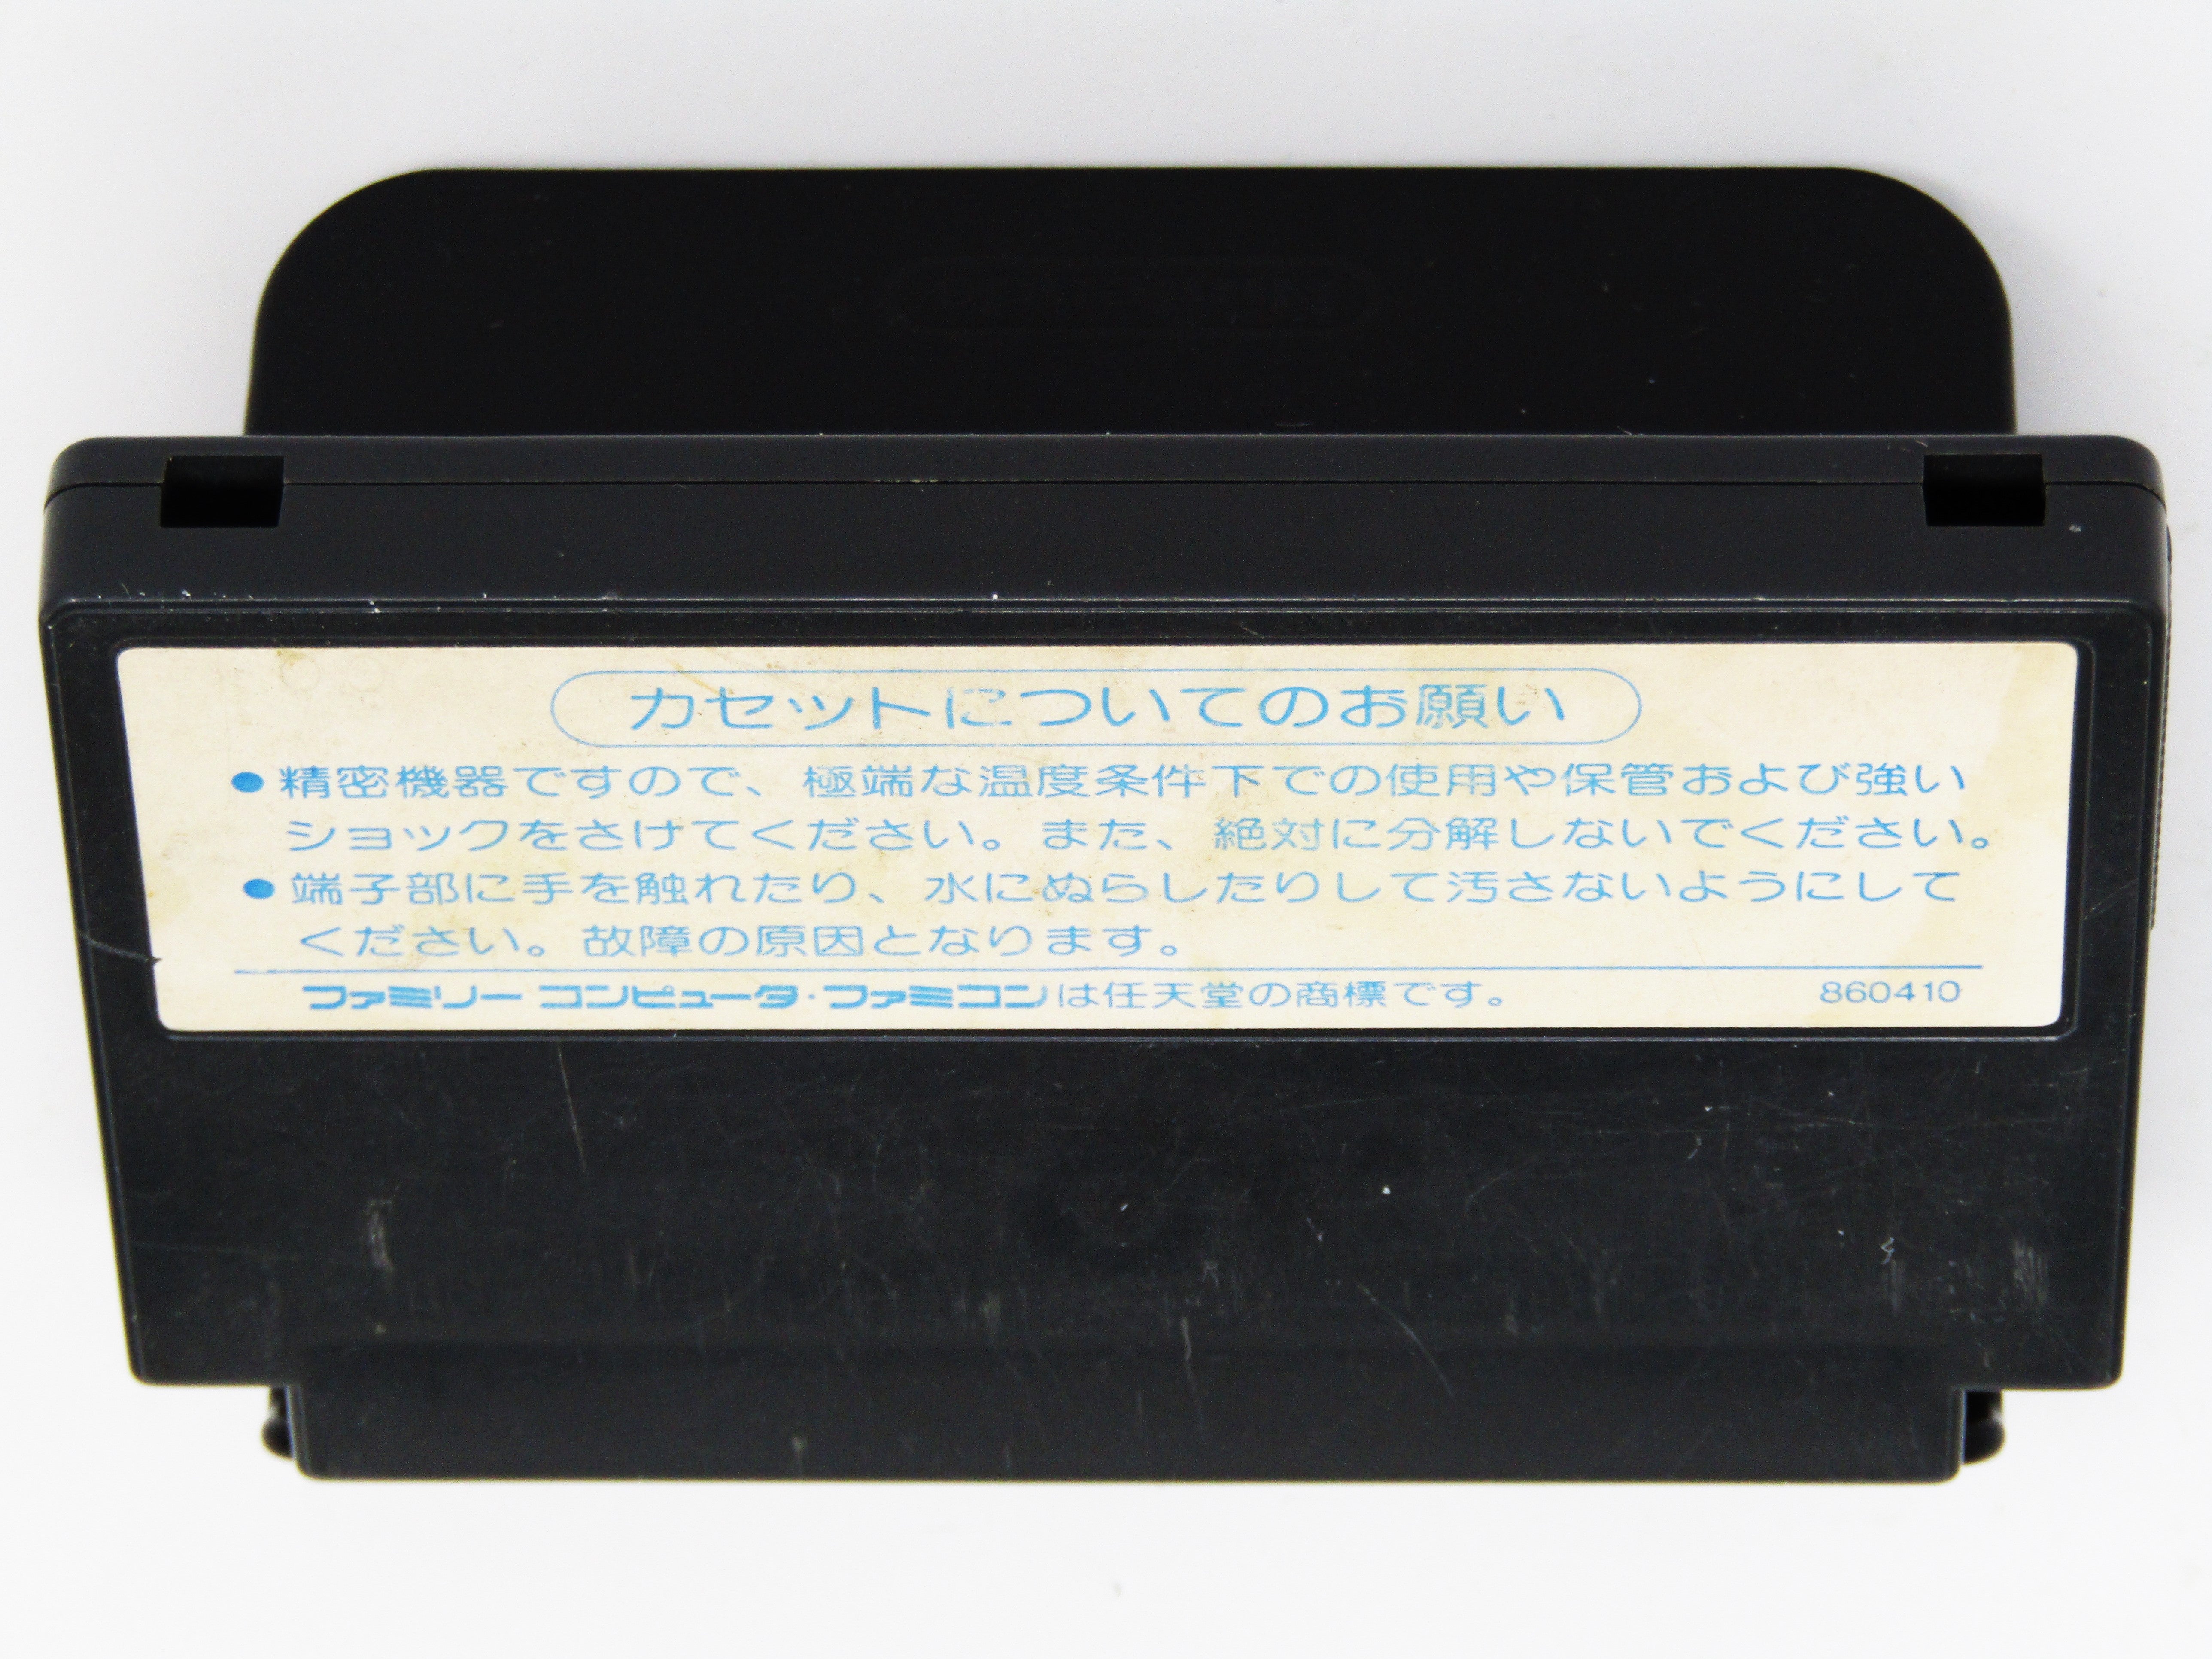 カセットについてのお願い
●精密機器ですので、極端な温度条件下での使用や保管および強い
ショックをさけてください。また、絶対に分解しないでください。
●端子部に手を触れたり、水にぬらしたりして汚さないようにして
ください。故障の原因となります。
ファミリーコンピュータ・ファミコンは任天堂の商標です。 860410